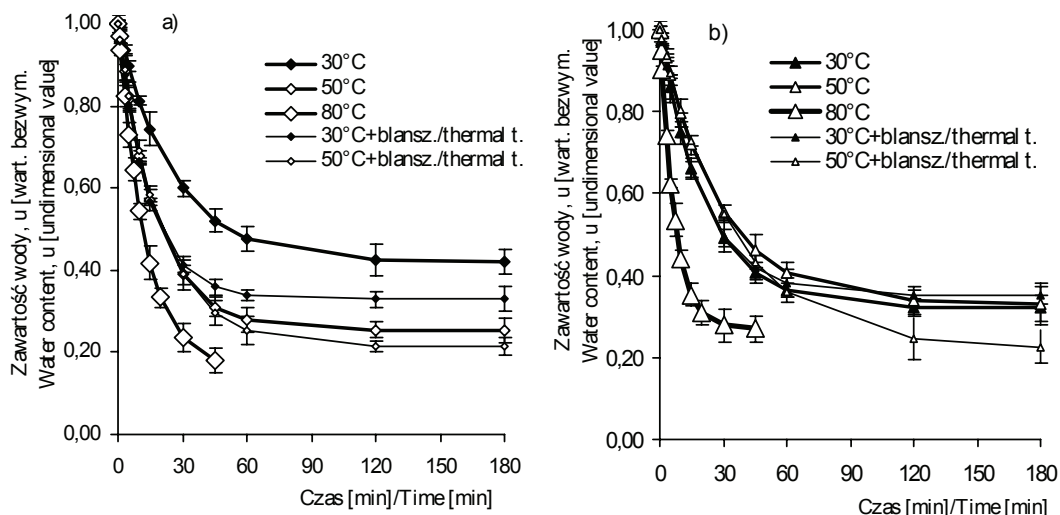 a)
Zawartość wody, u [wart. bezwym.
Water content, u [undimensional value]
1,00
0,80
0,60
0,40
0,20
0,00
30°C
50°C
80°C
30°C+blansz./thermal t.
50°C+blansz./thermal t.
0 30 60 90 120 150 180
Czas [min]/Time [min]
b)
Zawartość wody, u [wart. bezwym.
Water content, u [undimensional value]
1,00
0,80
0,60
0,40
0,20
0,00
30°C
50°C
80°C
30°C+blansz./thermal t.
50°C+blansz./thermal t.
0 30 60 90 120 150 180
Czas [min]/Time [min]